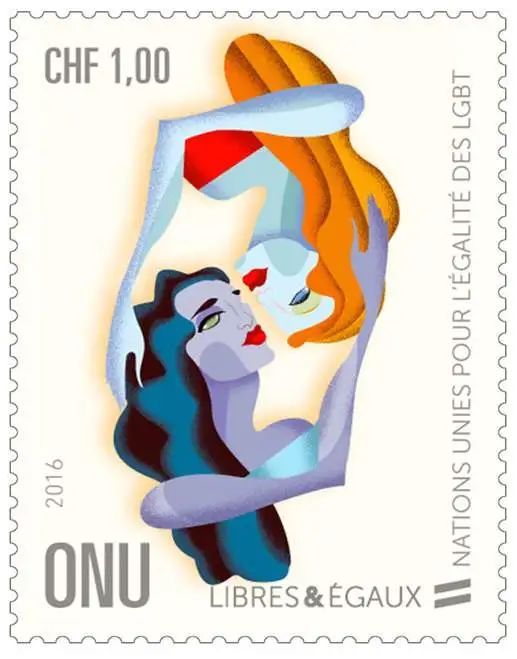 CHF 1,00
NATIONS UNIES POUR L'ÉGALITÉ DES LGBT
2016
ONU
LIBRES&ÉGAUX